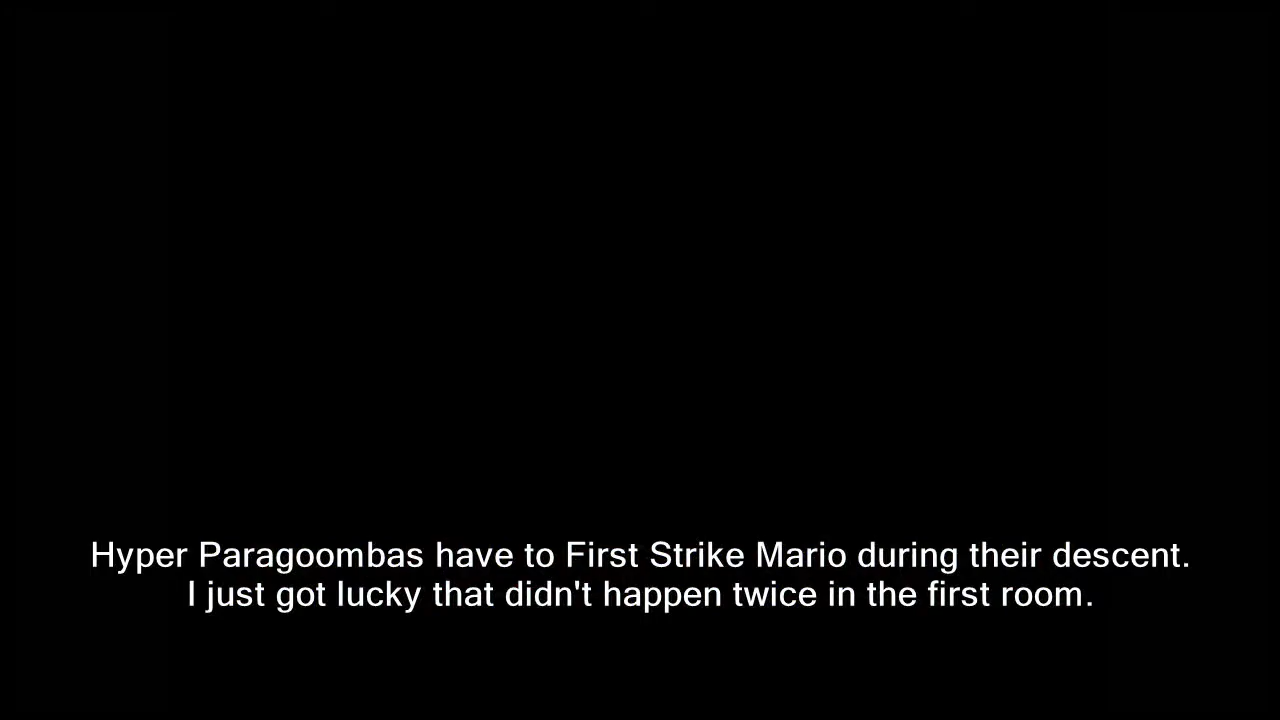 Hyper Paragoombas have to First Strike Mario during their descent.
I just got lucky that didn't happen twice in the first room.